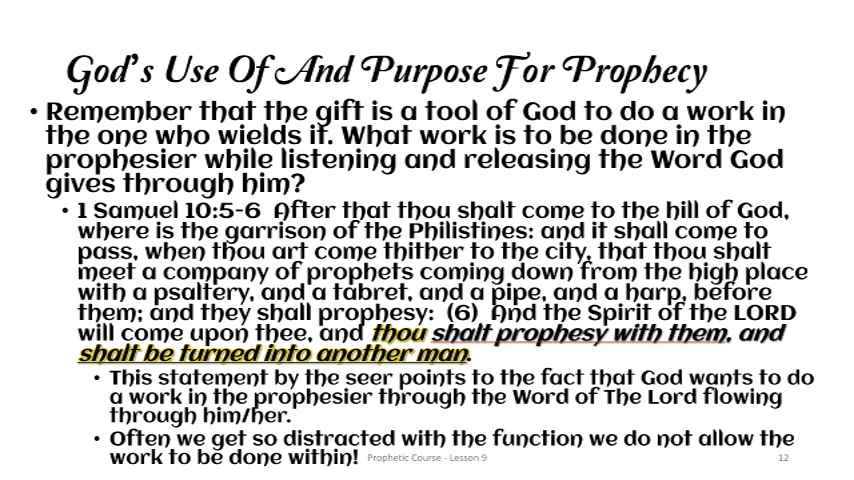 God's Use Of And Purpose For Prophecy
• Remember that the gift is a tool of God to do a work in
the one who wields it. What work is to be done in the
prophesier while listening and releasing the Word God
gives through him?
• 1 Samuel 10:5-6 After that thou shalt come to the hill of God,
where is the garrison of the Philistines: and it shall come to
pass, when thou art come thither to the city, that thou shalt
meet a company of prophets coming down from the high place
with a psaltery, and a tabret, and a pipe, and a harp, before
them; and they shall prophesy: (6) And the Spirit of the LORD
will come upon thee, and thou shalt prophesy with them, and
shalt be turned into another man.
• This statement by the seer points to the fact that God wants to do
a work in the prophesier through the Word of The Lord flowing
through him/her.
• Often we get so distracted with the function we do not allow the
work to be done within!
Prophetic Course - Lesson 9
12